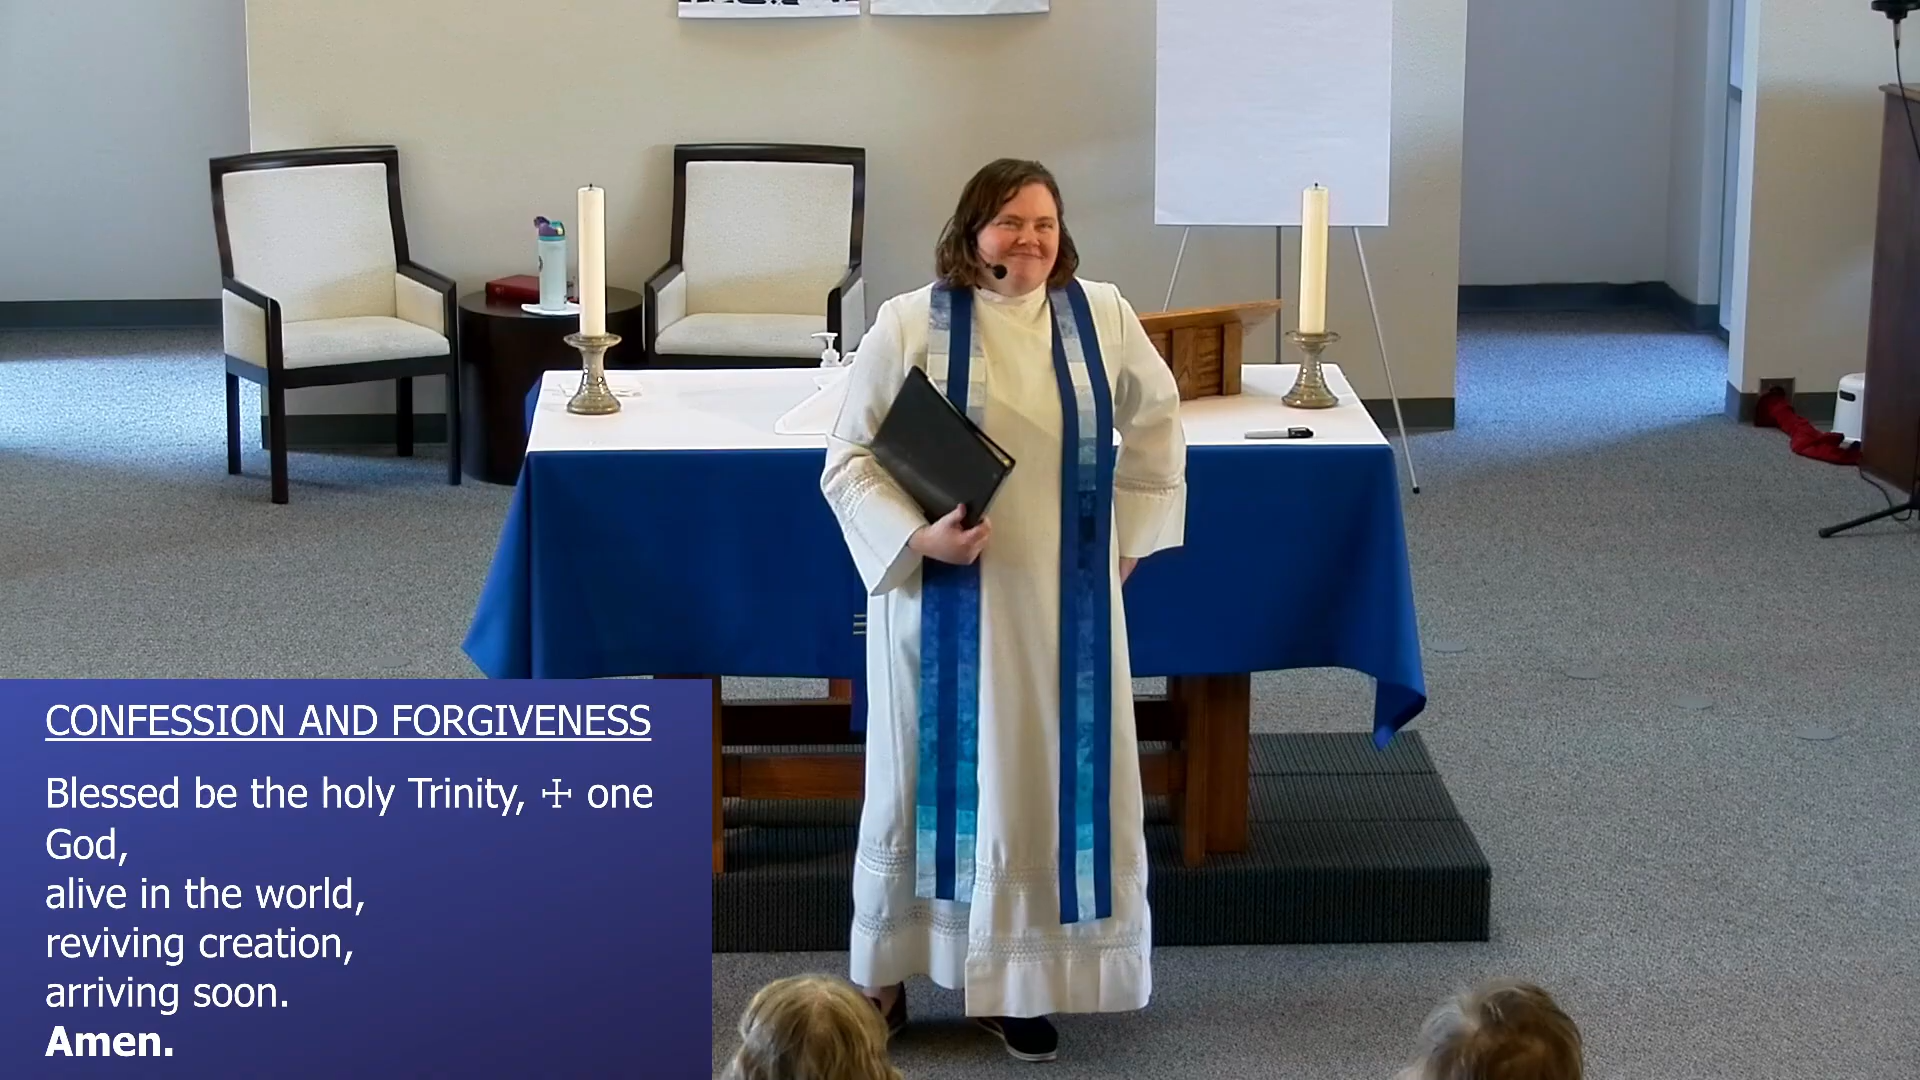 CONFESSION AND FORGIVENESS
Blessed be the holy Trinity, ☩ one
God,
alive in the world,
reviving creation,
arriving soon.
Amen.